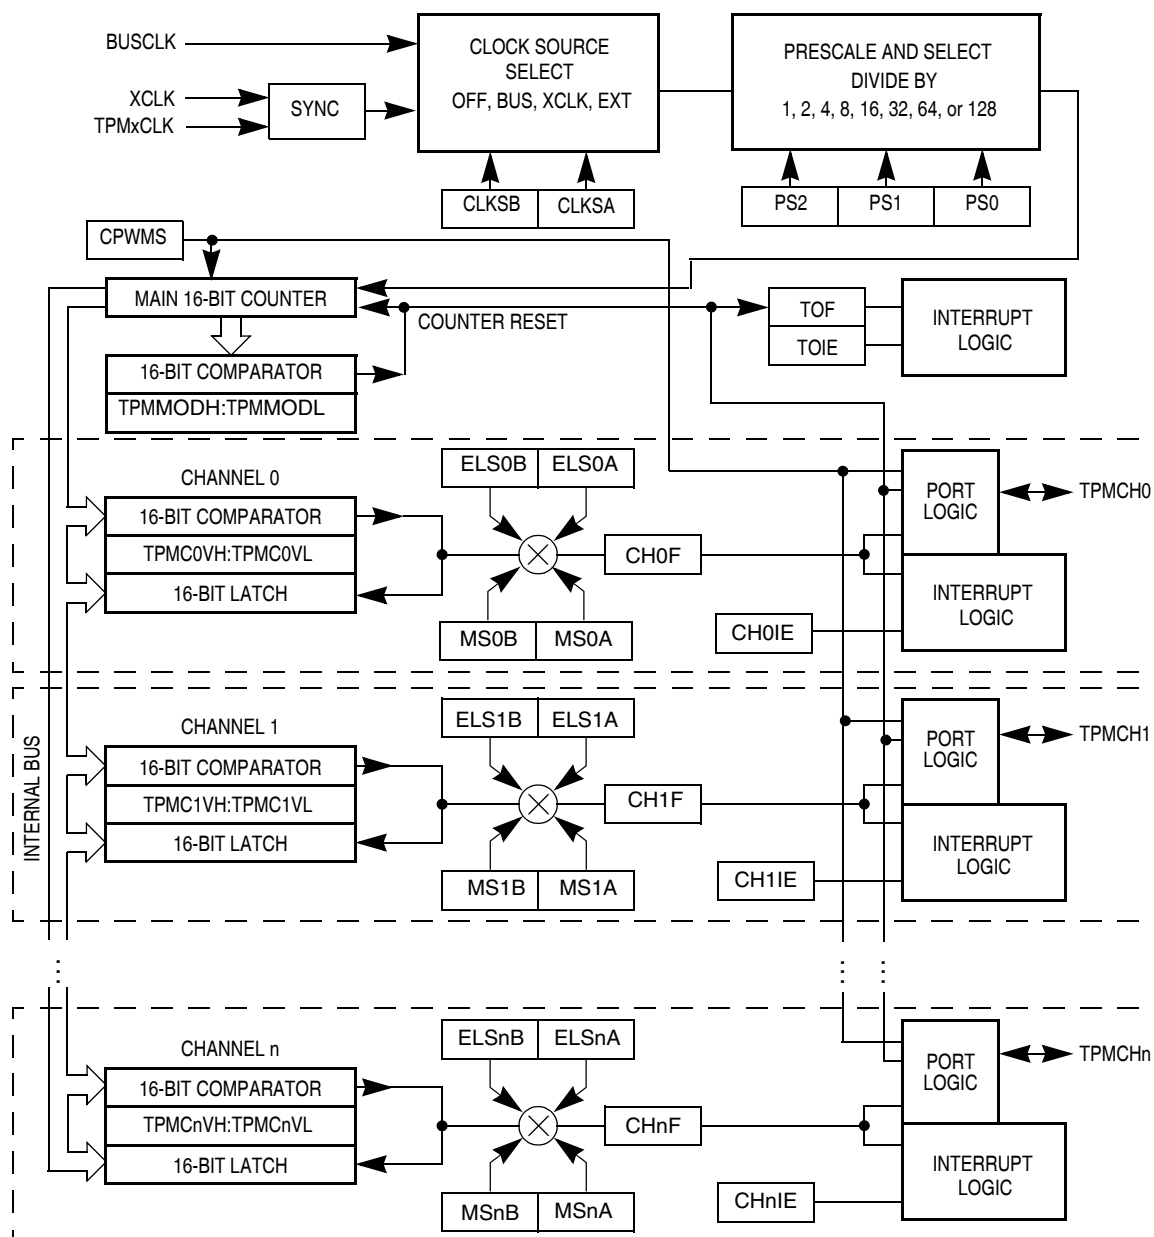 BUSCLK
XCLK
TPMxCLK
SYNC
CLOCK SOURCE
SELECT
OFF, BUS, XCLK, EXT
PRESCALE AND SELECT
DIVIDE BY
1, 2, 4, 8, 16, 32, 64, or 128
CLKSB
CLKSA
PS2
PS1
PS0
CPWMS
MAIN 16-BIT COUNTER
COUNTER RESET
TOF
TOIE
INTERRUPT
LOGIC
16-BIT COMPARATOR
TPMMODH:TPMMODL
CHANNEL 0
ELS0B
ELS0A
PORT
LOGIC
TPMCH0
16-BIT COMPARATOR
TPMC0VH:TPMC0VL
16-BIT LATCH
CH0F
INTERRUPT
LOGIC
MS0B
MS0A
CH0IE
INTERNAL BUS
CHANNEL 1
ELS1B
ELS1A
PORT
LOGIC
TPMCH1
16-BIT COMPARATOR
TPMC1VH:TPMC1VL
16-BIT LATCH
CH1F
INTERRUPT
LOGIC
MS1B
MS1A
CH1IE
...
... ...
CHANNEL n
ELSnB
ELSnA
PORT
LOGIC
TPMCHn
16-BIT COMPARATOR
TPMCnVH:TPMCnVL
16-BIT LATCH
CHnF
INTERRUPT
LOGIC
MSnB
MSnA
CHnIE